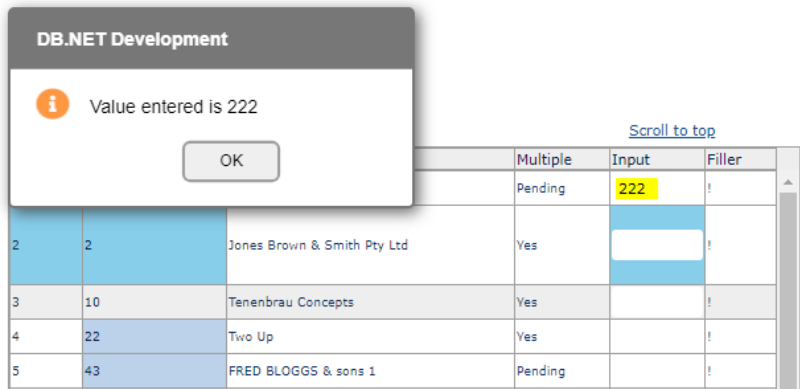 DB.NET Development
Value entered is 222
OK
Scroll to top
Multiple Input Filler
Pending 222 !
2 2 Jones Brown & Smith Pty Ltd Yes !
3 10 Tenenbrau Concepts Yes !
4 22 Two Up Yes !
5 43 FRED BLOGGS & sons 1 Pending !